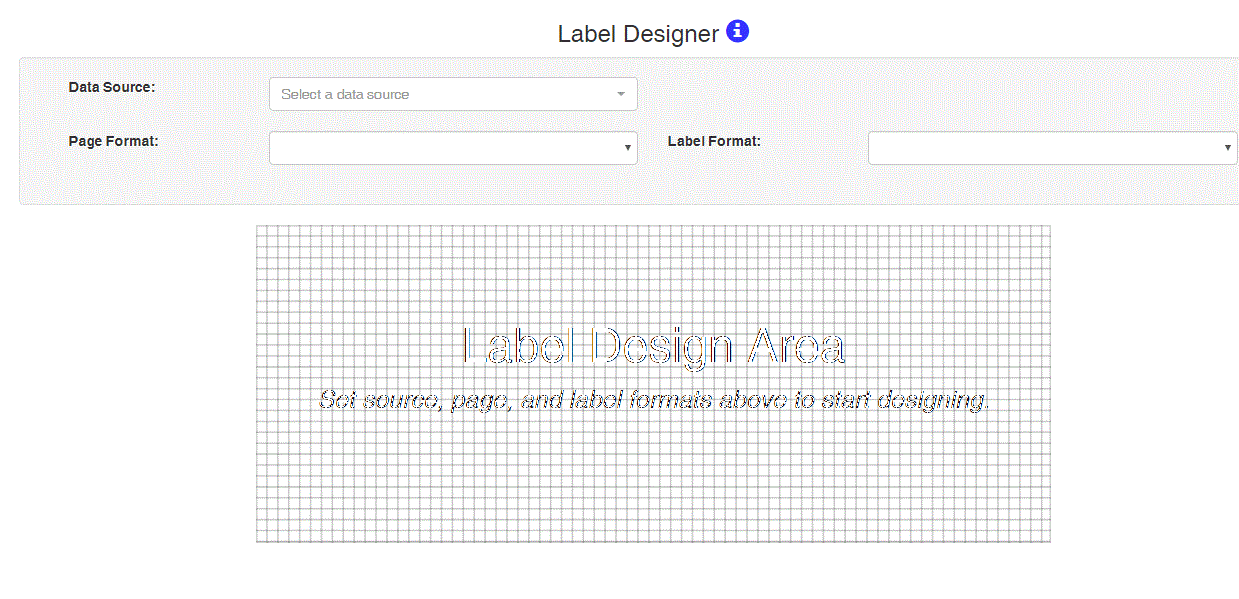 Label Designer
Data Source:
Select a data source
Page Format:
Label Format:
Label Design Area
Set source, page, and label formats above to start designing.